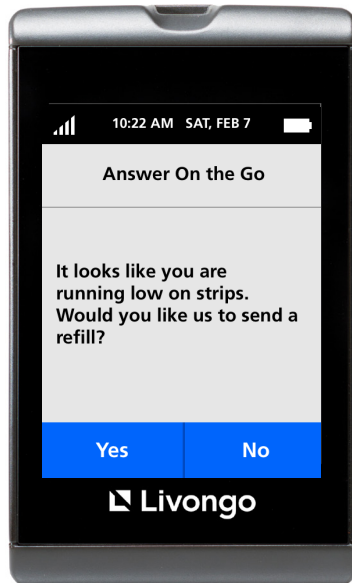 10:22 AM SAT, FEB 7
Answer On the Go
It looks like you are
running low on strips.
Would you like us to send a
refill?
Yes No
Livongo